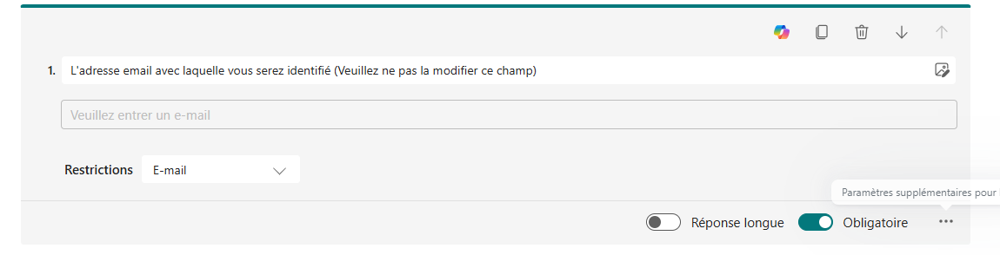 1. L'adresse email avec laquelle vous serez identifié (Veuillez ne pas la modifier ce champ)
Veuillez entrer un e-mail
Restrictions E-mail
Paramètres supplémentaires pour
Réponse longue Obligatoire